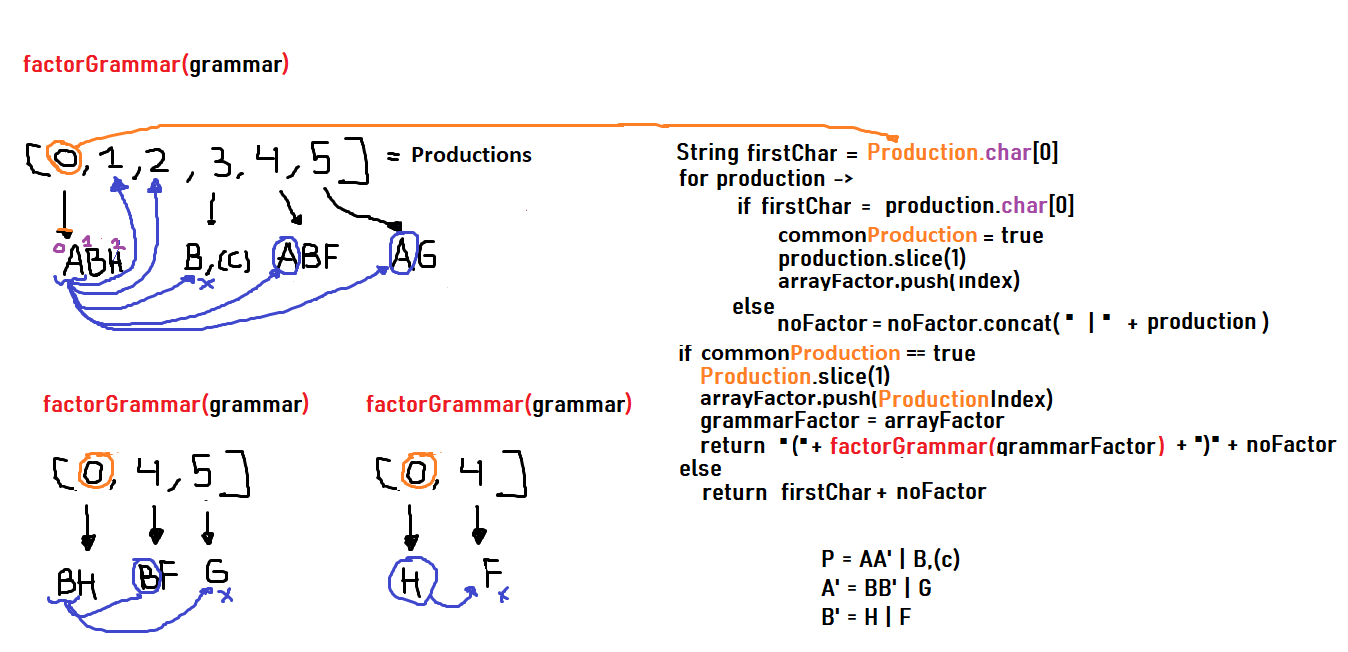 factorGrammar(grammar)
[0,1,2,3,4,5] = Productions
0 1 2
ABH B,(c) ABF AG
x
factorGrammar(grammar) factorGrammar(grammar)
[0,4,5] [0,4]
BH BF G H F
x x
String firstChar = Production.char[0]
for production ->
if firstChar = production.char[0]
commonProduction = true
production.slice(1)
arrayFactor.push(index)
else
noFactor = noFactor.concat(" | " + production)
if commonProduction == true
Production.slice(1)
arrayFactor.push(ProductionIndex)
grammarFactor = arrayFactor
return "("+ factorGrammar(grammarFactor) + ")" + noFactor
else
return firstChar + noFactor
P = AA' | B,(c)
A' = BB' | G
B' = H | F